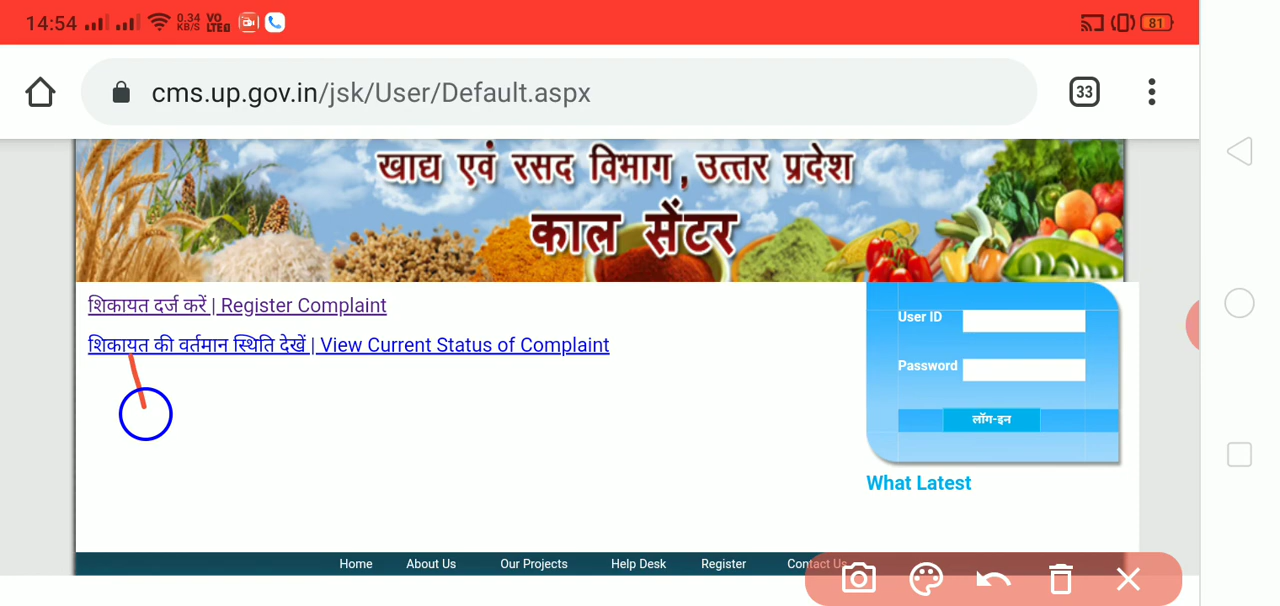 14:54 0.34 KB/S VO LTE 81
cms.up.gov.in/jsk/User/Default.aspx 33
खाद्य एवं रसद विभाग, उत्तर प्रदेश
काल सेंटर
शिकायत दर्ज करें | Register Complaint
शिकायत की वर्तमान स्थिति देखें | View Current Status of Complaint
User ID
Password
लॉग-इन
What Latest
Home About Us Our Projects Help Desk Register Contact Us